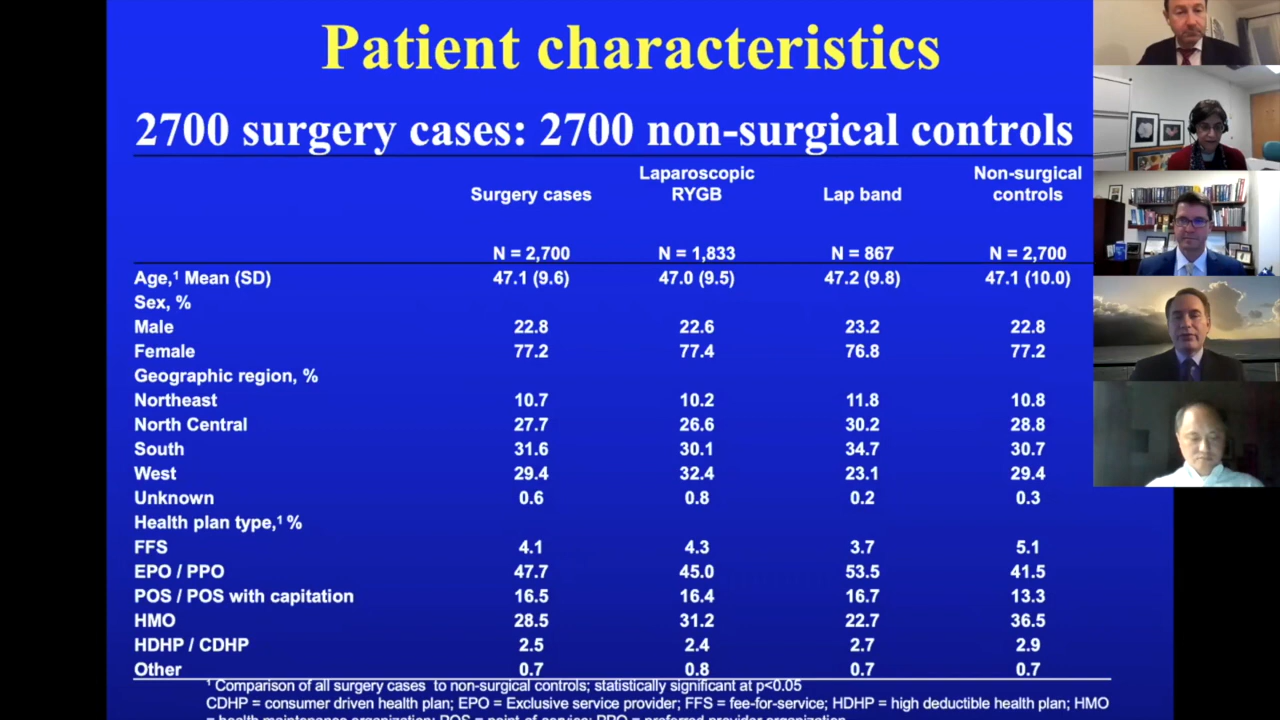 Patient characteristics
2700 surgery cases: 2700 non-surgical controls
Surgery cases Laparoscopic RYGB Lap band Non-surgical controls
N = 2,700 N = 1,833 N = 867 N = 2,700
Age,¹ Mean (SD) 47.1 (9.6) 47.0 (9.5) 47.2 (9.8) 47.1 (10.0)
Sex, %
Male 22.8 22.6 23.2 22.8
Female 77.2 77.4 76.8 77.2
Geographic region, %
Northeast 10.7 10.2 11.8 10.8
North Central 27.7 26.6 30.2 28.8
South 31.6 30.1 34.7 30.7
West 29.4 32.4 23.1 29.4
Unknown 0.6 0.8 0.2 0.3
Health plan type,¹ %
FFS 4.1 4.3 3.7 5.1
EPO / PPO 47.7 45.0 53.5 41.5
POS / POS with capitation 16.5 16.4 16.7 13.3
HMO 28.5 31.2 22.7 36.5
HDHP / CDHP 2.5 2.4 2.7 2.9
Other 0.7 0.8 0.7 0.7
¹ Comparison of all surgery cases to non-surgical controls; statistically significant at p<0.05
CDHP = consumer driven health plan; EPO = Exclusive service provider; FFS = fee-for-service; HDHP = high deductible health plan; HMO
= health maintenance organization; POS = point-of-service; PPO = preferred provider organization